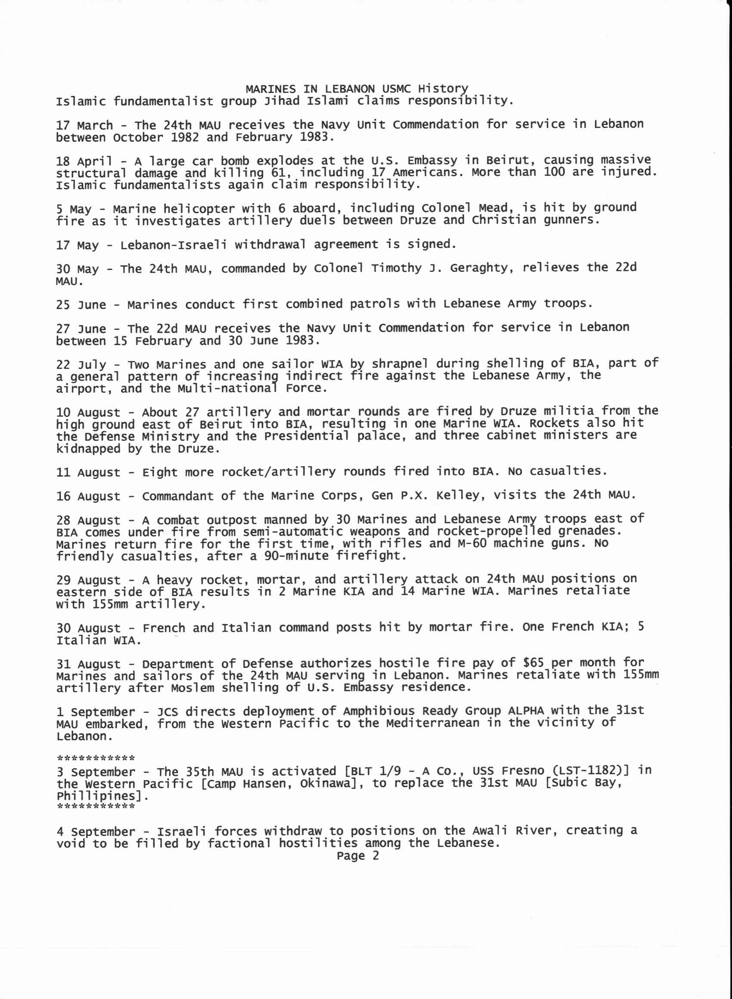 MARINES IN LEBANON USMC History
Islamic fundamentalist group Jihad Islami claims responsibility.
17 March - The 24th MAU receives the Navy Unit Commendation for service in Lebanon
between October 1982 and February 1983.
18 April - A large car bomb explodes at the U.S. Embassy in Beirut, causing massive
structural damage and killing 61, including 17 Americans. More than 100 are injured.
Islamic fundamentalists again claim responsibility.
5 May - Marine helicopter with 6 aboard, including Colonel Mead, is hit by ground
fire as it investigates artillery duels between Druze and Christian gunners.
17 May - Lebanon-Israeli withdrawal agreement is signed.
30 May - The 24th MAU, commanded by Colonel Timothy J. Geraghty, relieves the 22d
MAU.
25 June - Marines conduct first combined patrols with Lebanese Army troops.
27 June - The 22d MAU receives the Navy Unit Commendation for service in Lebanon
between 15 February and 30 June 1983.
22 July - Two Marines and one sailor WIA by shrapnel during shelling of BIA, part of
a general pattern of increasing indirect fire against the Lebanese Army, the
airport, and the Multi-national Force.
10 August - About 27 artillery and mortar rounds are fired by Druze militia from the
high ground east of Beirut into BIA, resulting in one Marine WIA. Rockets also hit
the Defense Ministry and the Presidential palace, and three cabinet ministers are
kidnapped by the Druze.
11 August - Eight more rocket/artillery rounds fired into BIA. No casualties.
16 August - Commandant of the Marine Corps, Gen P.X. Kelley, visits the 24th MAU.
28 August - A combat outpost manned by 30 Marines and Lebanese Army troops east of
BIA comes under fire from semi-automatic weapons and rocket-propelled grenades.
Marines return fire for the first time, with rifles and M-60 machine guns. No
friendly casualties, after a 90-minute firefight.
29 August - A heavy rocket, mortar, and artillery attack on 24th MAU positions on
eastern side of BIA results in 2 Marine KIA and 14 Marine WIA. Marines retaliate
with 155mm artillery.
30 August - French and Italian command posts hit by mortar fire. One French KIA; 5
Italian WIA.
31 August - Department of Defense authorizes hostile fire pay of $65 per month for
Marines and sailors of the 24th MAU serving in Lebanon. Marines retaliate with 155mm
artillery after Moslem shelling of U.S. Embassy residence.
1 September - JCS directs deployment of Amphibious Ready Group ALPHA with the 31st
MAU embarked, from the Western Pacific to the Mediterranean in the vicinity of
Lebanon.
***********
3 September - The 35th MAU is activated [BLT 1/9 - A Co., USS Fresno (LST-1182)] in
the Western Pacific [Camp Hansen, Okinawa], to replace the 31st MAU [Subic Bay,
Phillipines].
***********
4 September - Israeli forces withdraw to positions on the Awali River, creating a
void to be filled by factional hostilities among the Lebanese.
Page 2